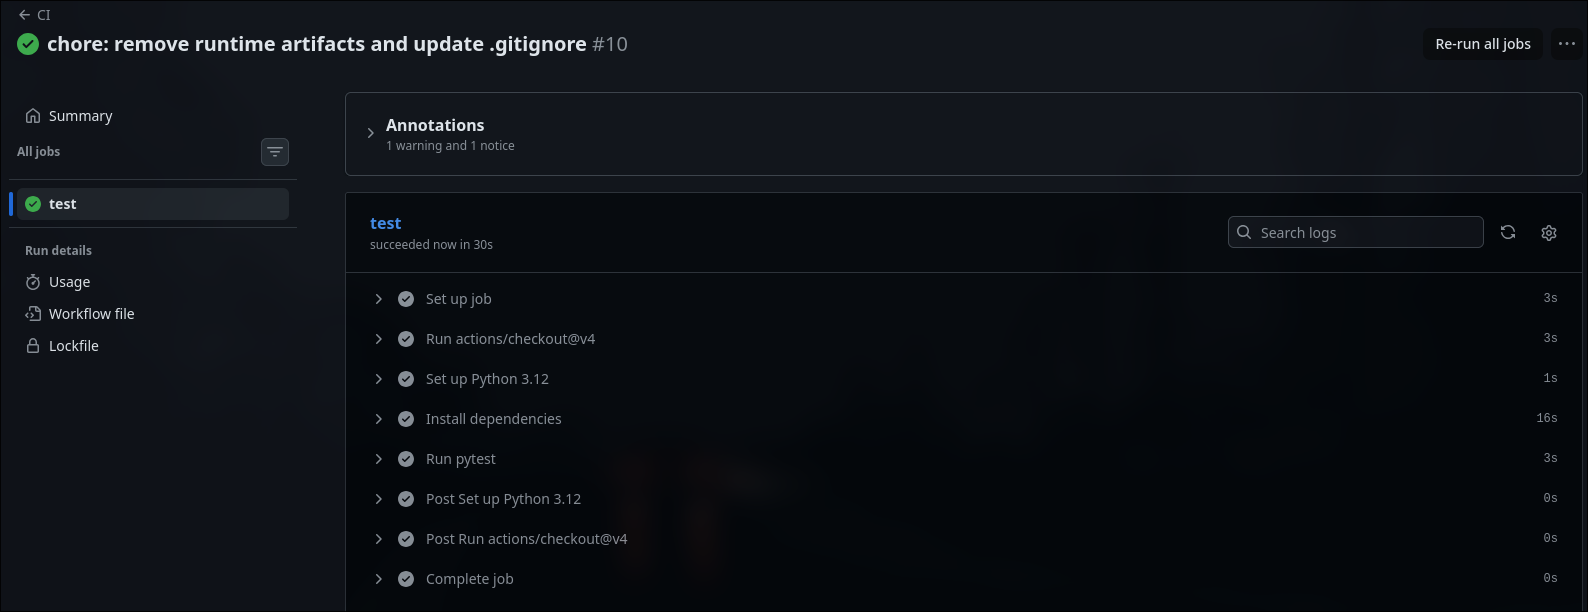 CI
chore: remove runtime artifacts and update .gitignore #10
Re-run all jobs
Summary
All jobs
test
Run details
Usage
Workflow file
Lockfile
Annotations
1 warning and 1 notice
test
succeeded now in 30s
Search logs
Set up job 3s
Run actions/checkout@v4 3s
Set up Python 3.12 1s
Install dependencies 16s
Run pytest 3s
Post Set up Python 3.12 0s
Post Run actions/checkout@v4 0s
Complete job 0s